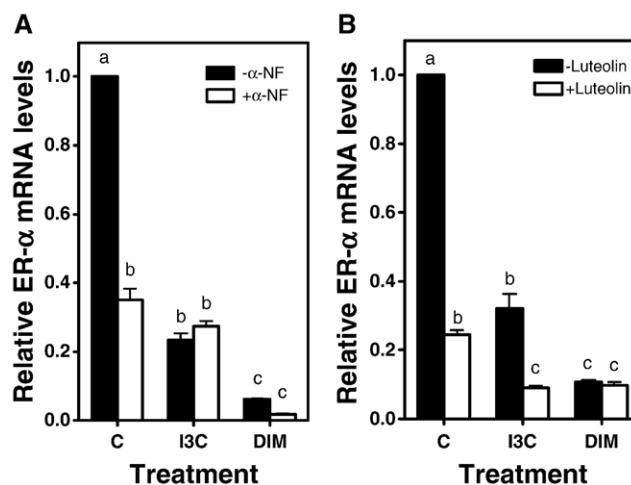 A
Relative ER-α mRNA levels
1.0
0.8
0.6
0.4
0.2
0.0
a
b
b
b
c
c
-α-NF
+α-NF
C
I3C
DIM
Treatment
B
Relative ER-α mRNA levels
1.0
0.8
0.6
0.4
0.2
0.0
a
b
b
c
c
c
-Luteolin
+Luteolin
C
I3C
DIM
Treatment